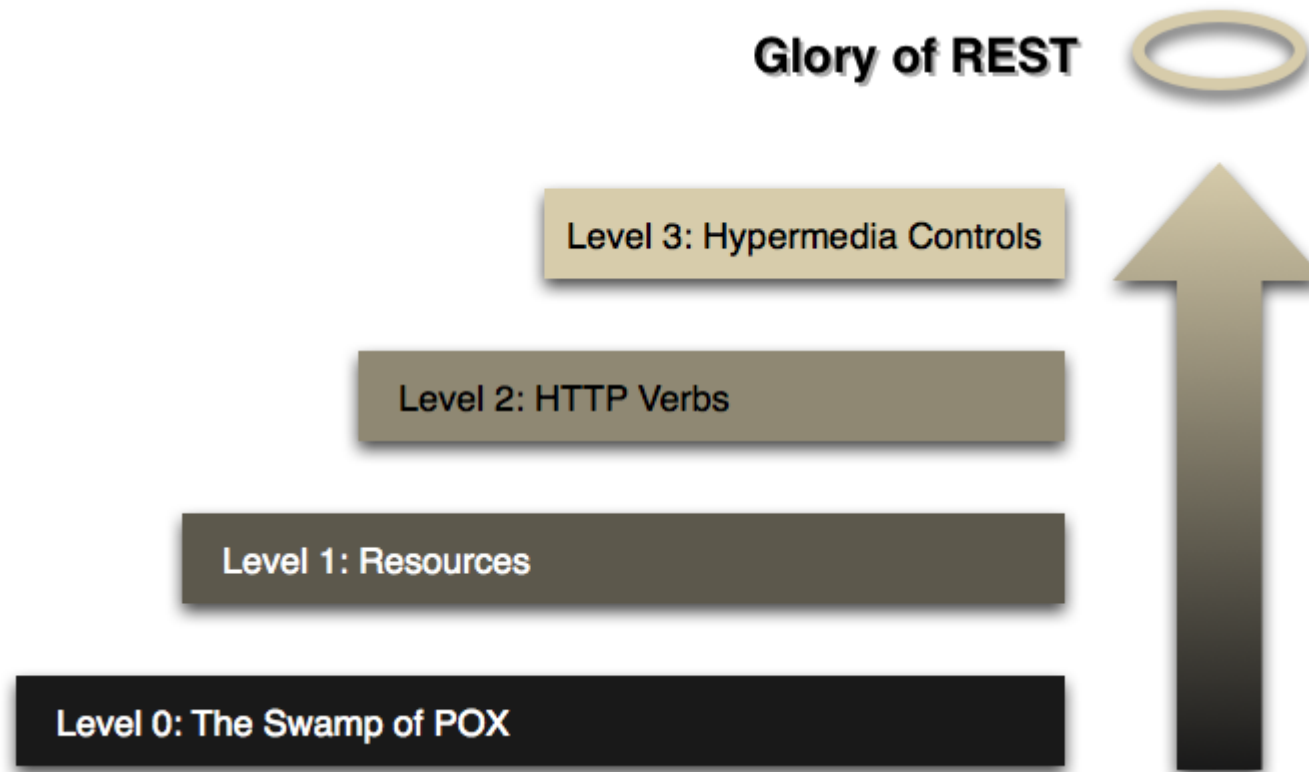 Glory of REST
Level 3: Hypermedia Controls
Level 2: HTTP Verbs
Level 1: Resources
Level 0: The Swamp of POX